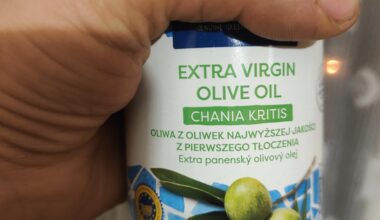 EXTRA VIRGIN
OLIVE OIL
CHANIA KRITIS
OLIWA Z OLIWEK NAJWYŻSZEJ JAKOŚCI
Z PIERWSZEGO TŁOCZENIA
Extra panenský olivový olej